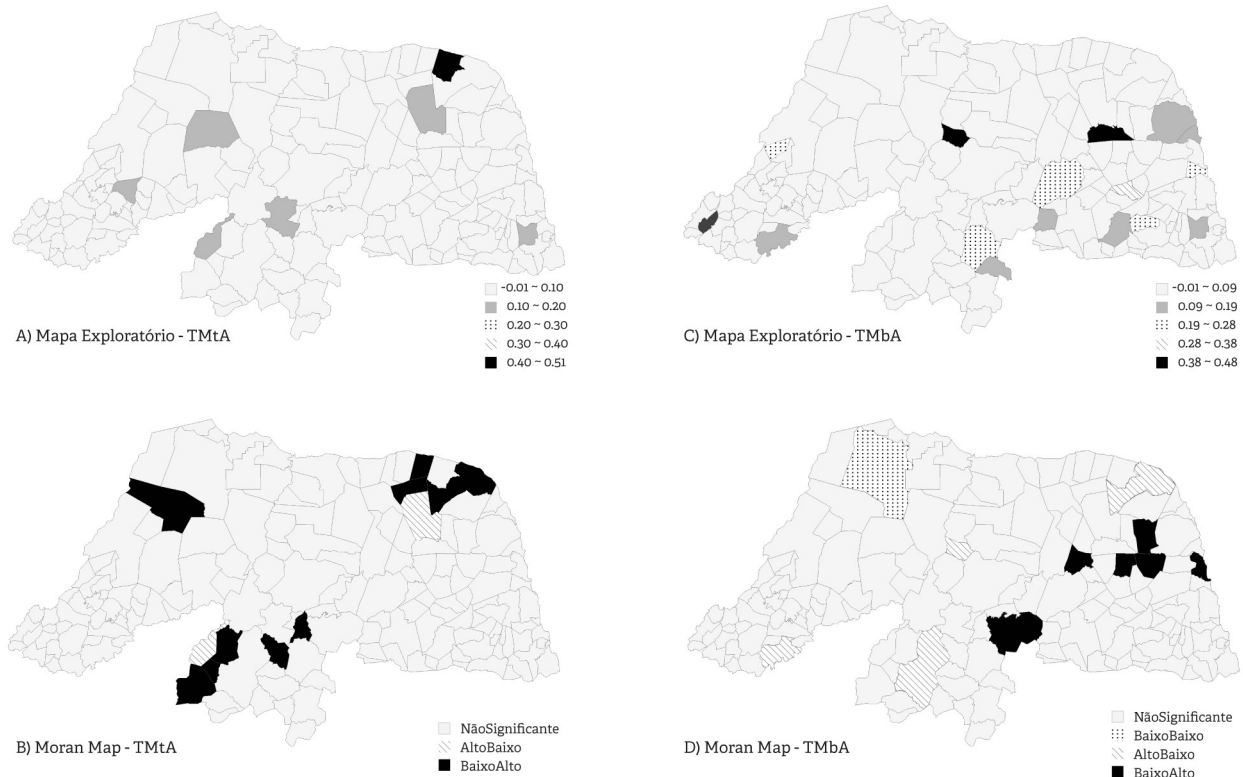 -0.01 ~ 0.10
0.10 ~ 0.20
0.20 ~ 0.30
0.30 ~ 0.40
0.40 ~ 0.51
A) Mapa Exploratório - TMtA
-0.01 ~ 0.09
0.09 ~ 0.19
0.19 ~ 0.28
0.28 ~ 0.38
0.38 ~ 0.48
C) Mapa Exploratório - TMbA
NãoSignificante
AltoBaixo
BaixoAlto
B) Moran Map - TMtA
NãoSignificante
BaixoBaixo
AltoBaixo
BaixoAlto
D) Moran Map - TMbA